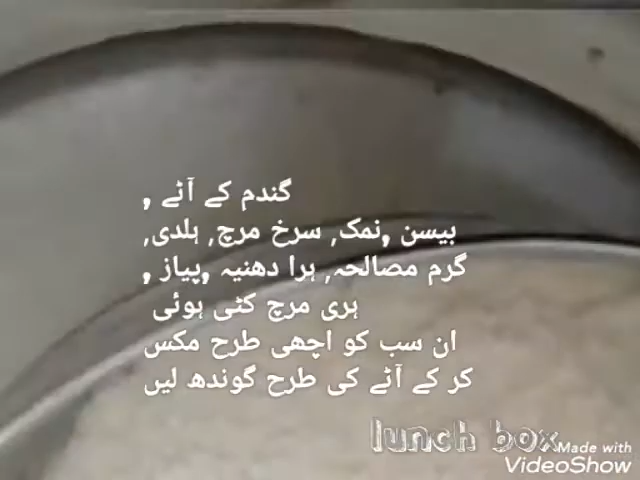 گندم کے آٹے ,
بیسن ,نمک, سرخ مرچ, ہلدی,
گرم مصالحہ, ہرا دھنیہ ,پیاز ,
ہری مرچ کٹی ہوئی
ان سب کو اچھی طرح مکس
کر کے آٹے کی طرح گوندھ لیں
lunch box
Made with
VideoShow